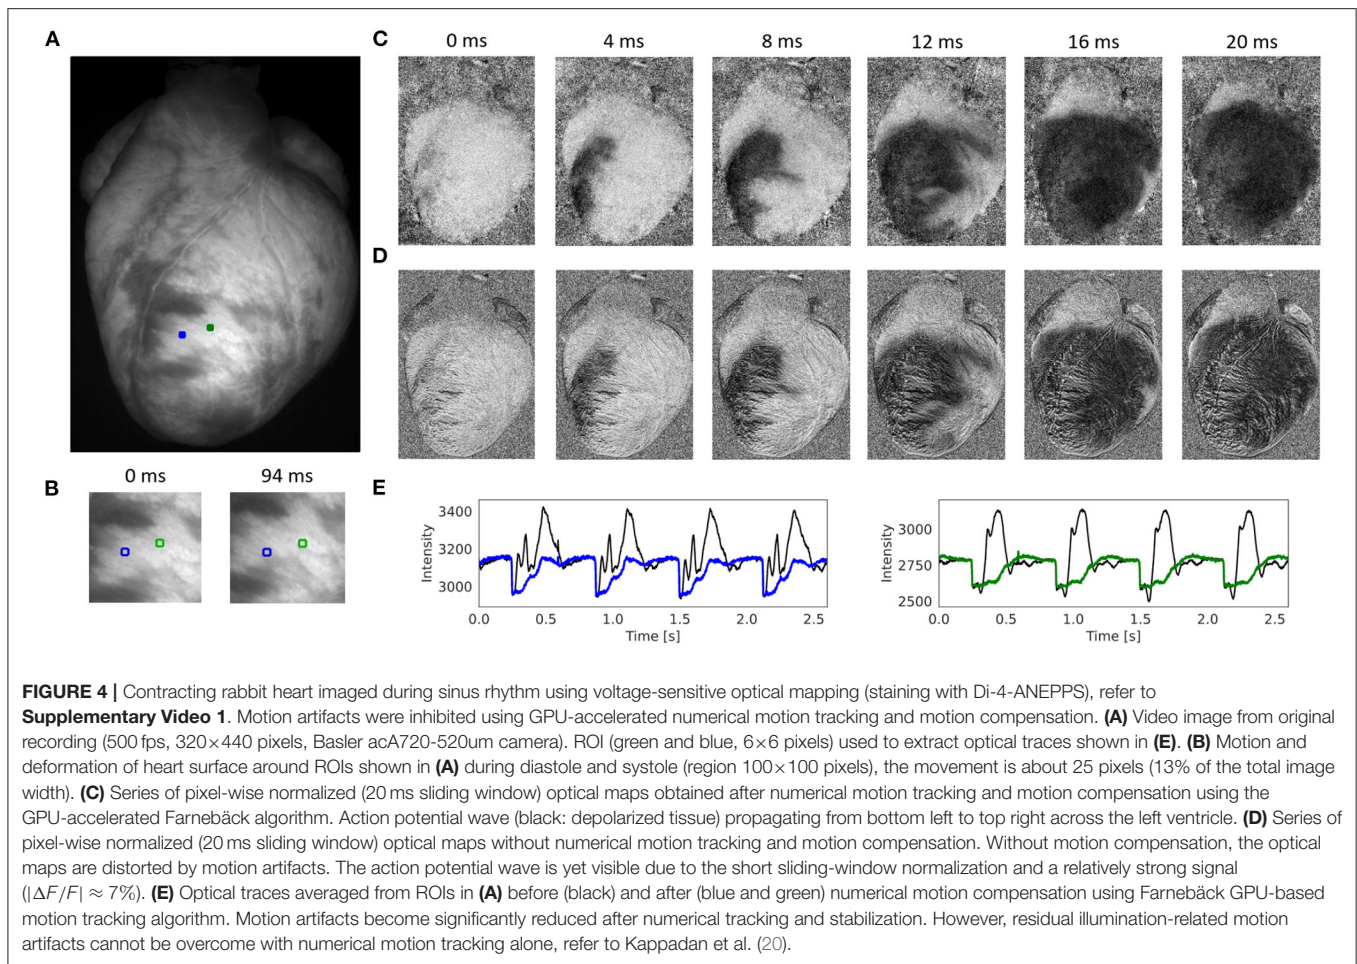 A
C
0 ms
4 ms
8 ms
12 ms
16 ms
20 ms
D
B
0 ms
94 ms
E
3400
3200
3000
Intensity
0.0
0.5
1.0
1.5
2.0
2.5
Time [s]
3000
2750
2500
Intensity
0.0
0.5
1.0
1.5
2.0
2.5
Time [s]
FIGURE 4 | Contracting rabbit heart imaged during sinus rhythm using voltage-sensitive optical mapping (staining with Di-4-ANEPPS), refer to
Supplementary Video 1. Motion artifacts were inhibited using GPU-accelerated numerical motion tracking and motion compensation. (A) Video image from original
recording (500 fps, 320×440 pixels, Basler acA720-520um camera). ROI (green and blue, 6×6 pixels) used to extract optical traces shown in (E). (B) Motion and
deformation of heart surface around ROIs shown in (A) during diastole and systole (region 100×100 pixels), the movement is about 25 pixels (13% of the total image
width). (C) Series of pixel-wise normalized (20 ms sliding window) optical maps obtained after numerical motion tracking and motion compensation using the
GPU-accelerated Farnebäck algorithm. Action potential wave (black: depolarized tissue) propagating from bottom left to top right across the left ventricle. (D) Series of
pixel-wise normalized (20 ms sliding window) optical maps without numerical motion tracking and motion compensation. Without motion compensation, the optical
maps are distorted by motion artifacts. The action potential wave is yet visible due to the short sliding-window normalization and a relatively strong signal
(|ΔF/F| ≈ 7%). (E) Optical traces averaged from ROIs in (A) before (black) and after (blue and green) numerical motion compensation using Farnebäck GPU-based
motion tracking algorithm. Motion artifacts become significantly reduced after numerical tracking and stabilization. However, residual illumination-related motion
artifacts cannot be overcome with numerical motion tracking alone, refer to Kappadan et al. (20).